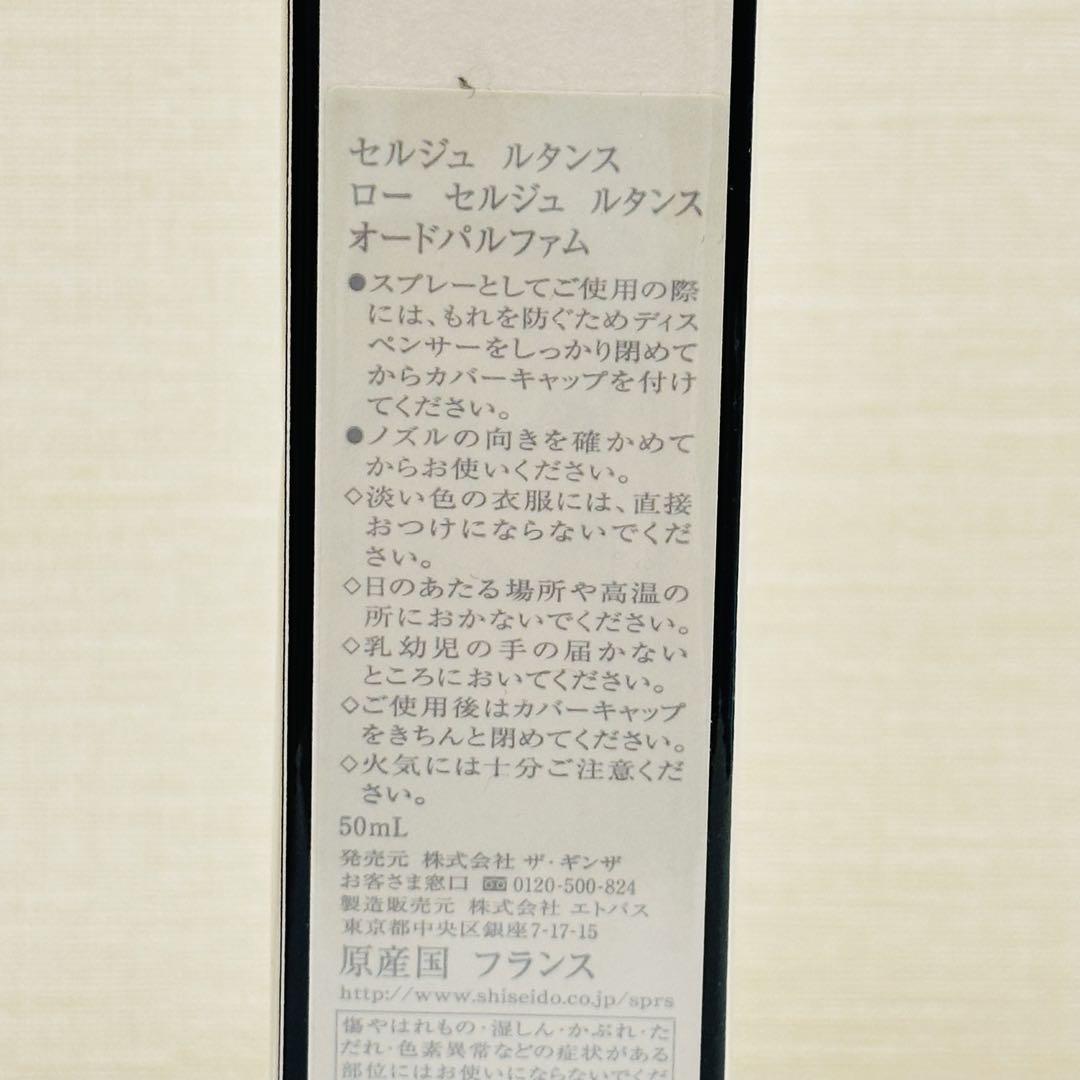 セルジュ ルタンス
ロー セルジュ ルタンス
オードパルファム
●スプレーとしてご使用の際
には、もれを防ぐためディス
ペンサーをしっかり閉めて
からカバーキャップを付け
てください。
●ノズルの向きを確かめて
からお使いください。
◇淡い色の衣服には、直接
おつけにならないでくだ
さい。
◇日のあたる場所や高温の
所におかないでください。
◇乳幼児の手の届かない
ところにおいてください。
◇ご使用後はカバーキャップ
をきちんと閉めてください。
◇火気には十分ご注意くだ
さい。
50mL
発売元 株式会社 ザ・ギンザ
お客さま窓口 0120-500-824
製造販売元 株式会社 エトバス
東京都中央区銀座7-17-15
原産国 フランス
http://www.shiseido.co.jp/sprs
傷やはれもの・湿しん・かぶれ・た
だれ・色素異常などの症状がある
部位にはお使いにならないでくだ